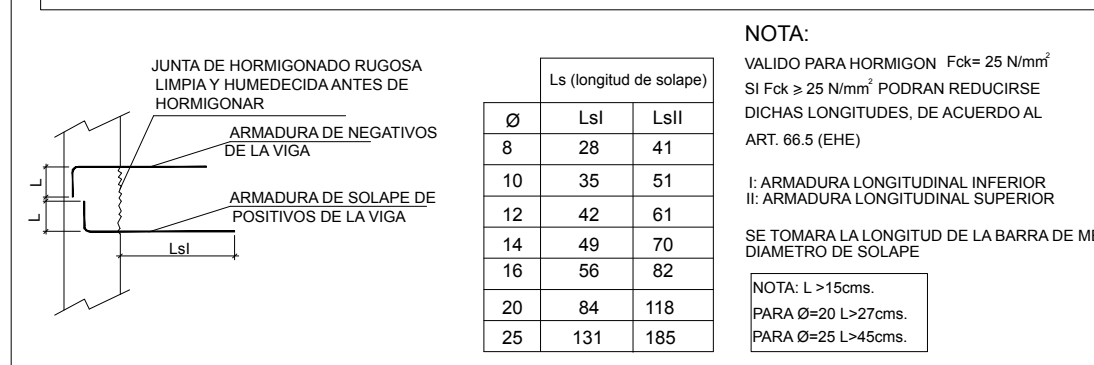 JUNTA DE HORMIGONADO RUGOSA
LIMPIA Y HUMEDECIDA ANTES DE
HORMIGONAR
ARMADURA DE NEGATIVOS
DE LA VIGA
ARMADURA DE SOLAPE DE
POSITIVOS DE LA VIGA
L
L
LsI
Ls (longitud de solape)
Ø LsI LsII
8 28 41
10 35 51
12 42 61
14 49 70
16 56 82
20 84 118
25 131 185
NOTA:
VALIDO PARA HORMIGON Fck= 25 N/mm²
SI Fck ≥ 25 N/mm² PODRAN REDUCIRSE
DICHAS LONGITUDES, DE ACUERDO AL
ART. 66.5 (EHE)
I: ARMADURA LONGITUDINAL INFERIOR
II: ARMADURA LONGITUDINAL SUPERIOR
SE TOMARA LA LONGITUD DE LA BARRA DE
DIAMETRO DE SOLAPE
NOTA: L >15cms.
PARA Ø=20 L>27cms.
PARA Ø=25 L>45cms.